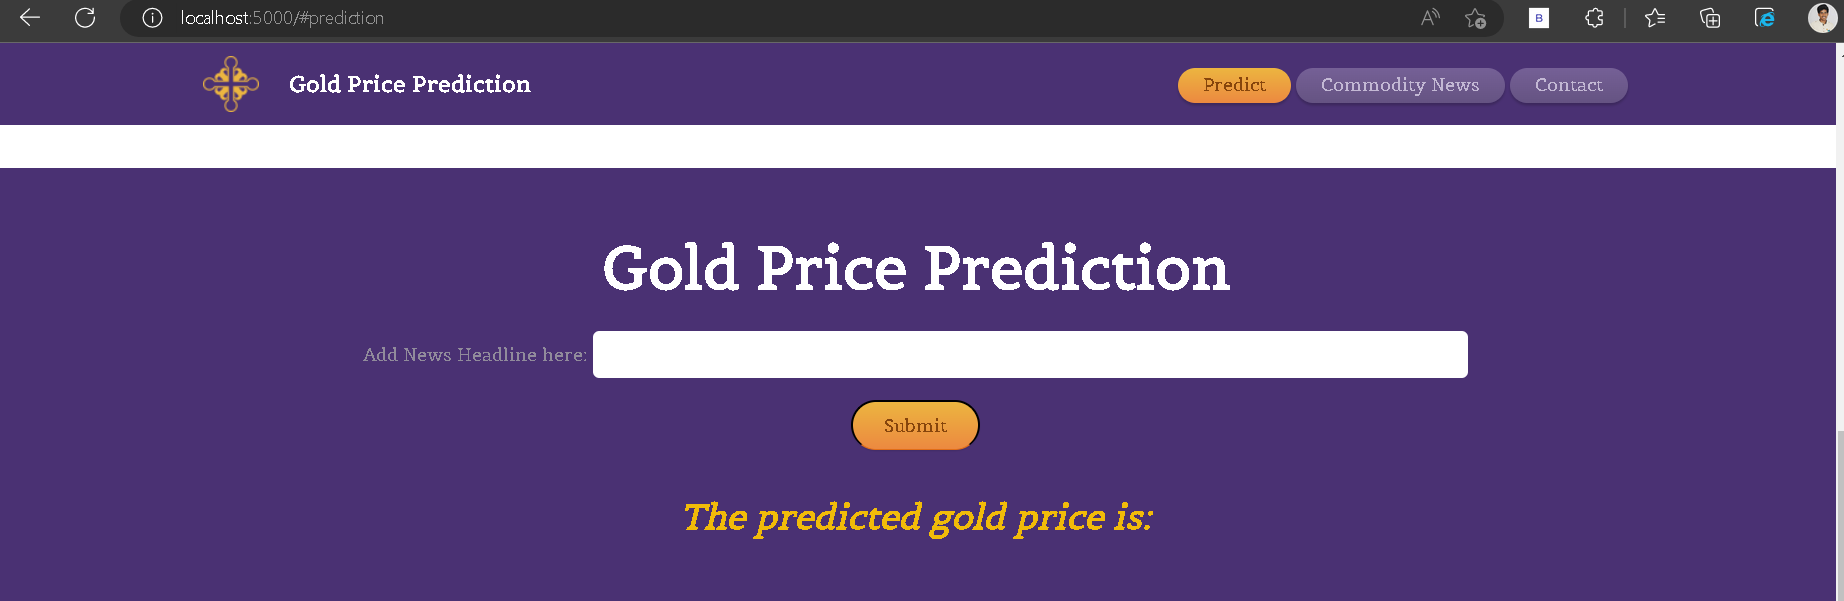 localhost:5000/#prediction
B
Gold Price Prediction
Predict
Commodity News
Contact
Gold Price Prediction
Add News Headline here:
Submit
The predicted gold price is: